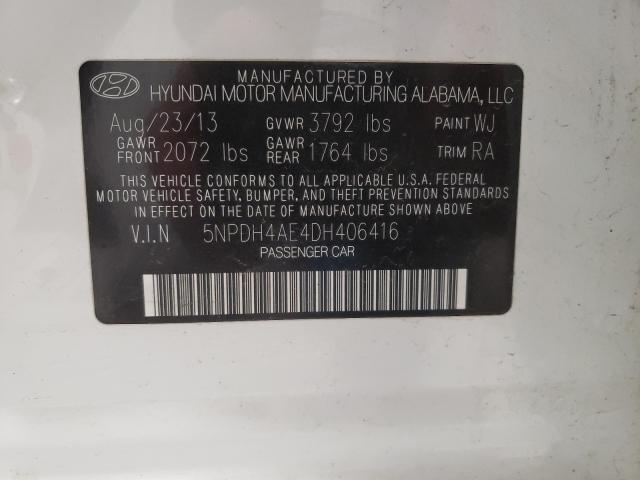 MANUFACTURED BY
HYUNDAI MOTOR MANUFACTURING ALABAMA, LLC
Aug/23/13 GVWR 3792 lbs PAINT WJ
GAWR FRONT 2072 lbs GAWR REAR 1764 lbs TRIM RA
THIS VEHICLE CONFORMS TO ALL APPLICABLE U.S.A. FEDERAL
MOTOR VEHICLE SAFETY, BUMPER, AND THEFT PREVENTION STANDARDS
IN EFFECT ON THE DATE OF MANUFACTURE SHOWN ABOVE.
V.I.N 5NPDH4AE4DH406416
PASSENGER CAR